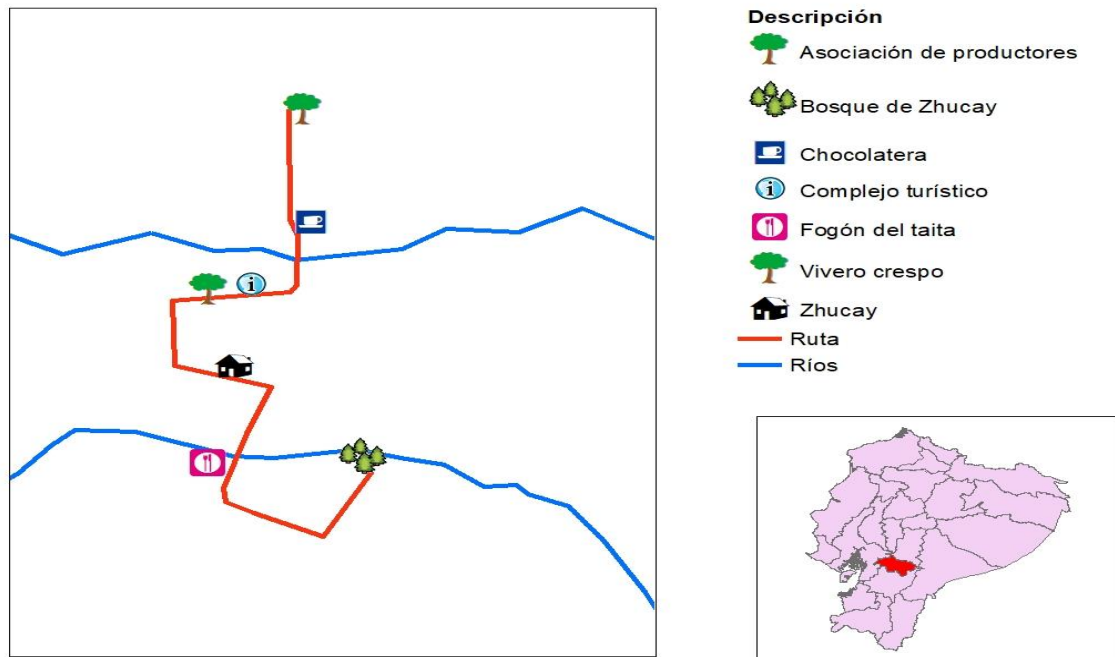 Descripción
Asociación de productores
Bosque de Zhucay
Chocolatera
Complejo turístico
Fogón del taita
Vivero crespo
Zhucay
Ruta
Ríos